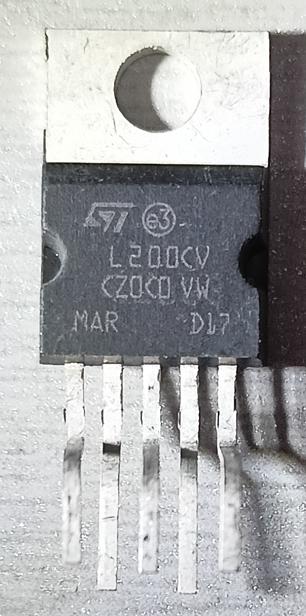 ST e3
L200CV
CZ0C0 VW
MAR D17